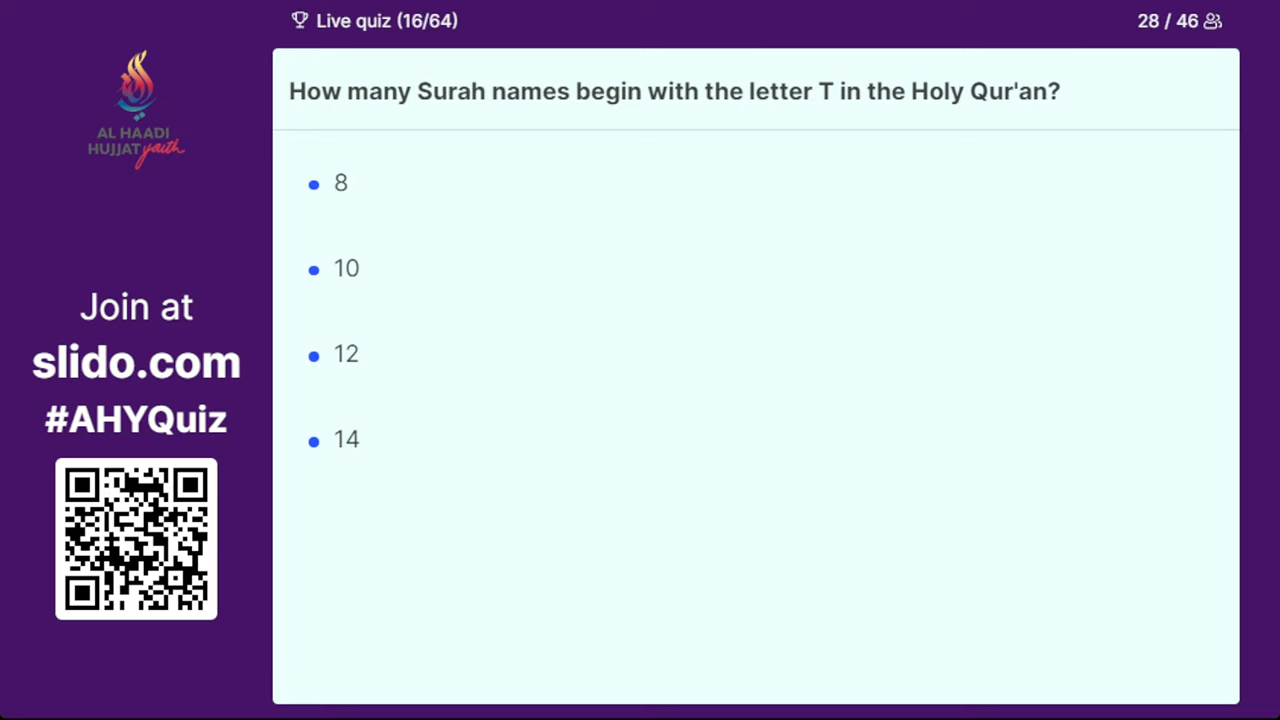 Live quiz (16/64)
28 / 46
AL HAADI
HUJJAT youth
How many Surah names begin with the letter T in the Holy Qur'an?
8
10
12
14
Join at
slido.com
#AHYQuiz